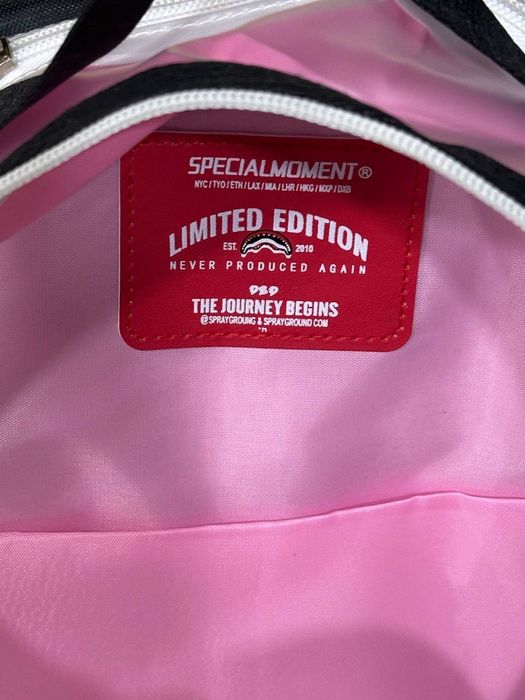 SPECIALMOMENT®
NYC / TYO / ETH / LAX / MIA / LHR / HKG / MXP / DXB
LIMITED EDITION
EST. 2010
NEVER PRODUCED AGAIN
THE JOURNEY BEGINS
@SPRAYGROUNG & SPRAYGROUND COM